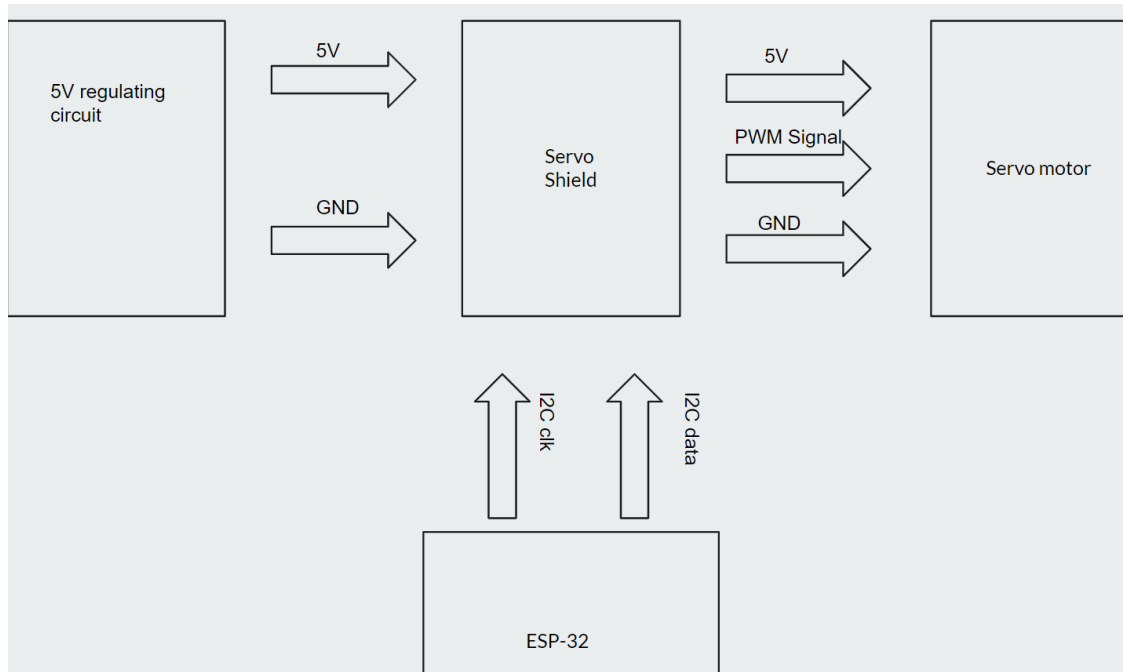 5V
5V
5V regulating
circuit
PWM Signal
Servo
Shield
Servo motor
GND
GND
I2C clk
I2C data
ESP-32